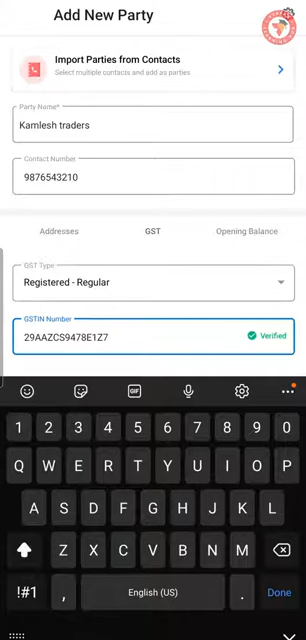 Add New Party
Import Parties from Contacts
Select multiple contacts and add as parties
Party Name*
Kamlesh traders
Contact Number
9876543210
Addresses
GST
Opening Balance
GST Type
Registered - Regular
GSTIN Number
29AAZCS9478E1Z7
Verified
GIF
1 2 3 4 5 6 7 8 9 0
Q W E R T Y U I O P
A S D F G H J K L
Z X C V B N M
!#1 , English (US) . Done